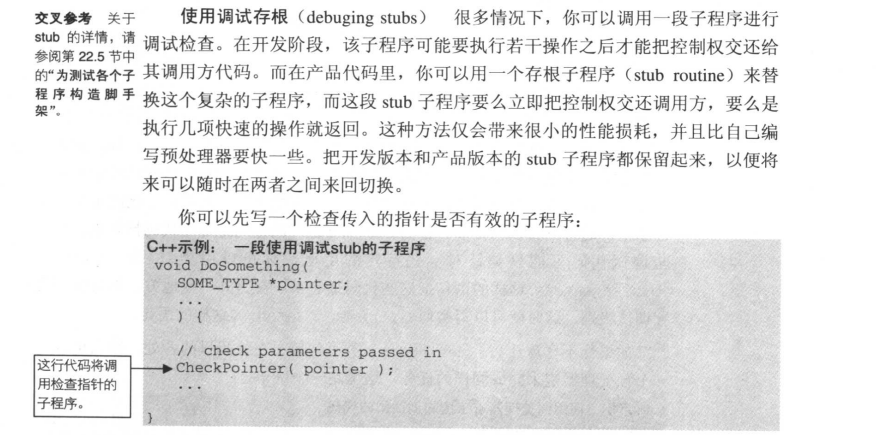 交叉参考 关于
stub 的详情，请
参阅第 22.5 节中
的“为测试各个子
程序构造脚手
架”。
使用调试存根（debuging stubs） 很多情况下，你可以调用一段子程序进行
调试检查。在开发阶段，该子程序可能要执行若干操作之后才能把控制权交还给
其调用方代码。而在产品代码里，你可以用一个存根子程序（stub routine）来替
换这个复杂的子程序，而这段 stub 子程序要么立即把控制权交还调用方，要么是
执行几项快速的操作就返回。这种方法仅会带来很小的性能损耗，并且比自己编
写预处理器要快一些。把开发版本和产品版本的 stub 子程序都保留起来，以便将
来可以随时在两者之间来回切换。
你可以先写一个检查传入的指针是否有效的子程序：
C++示例： 一段使用调试stub的子程序
void DoSomething(
SOME_TYPE *pointer;
...
) {
// check parameters passed in
这行代码将调
用检查指针的
子程序。
CheckPointer( pointer );
...
}